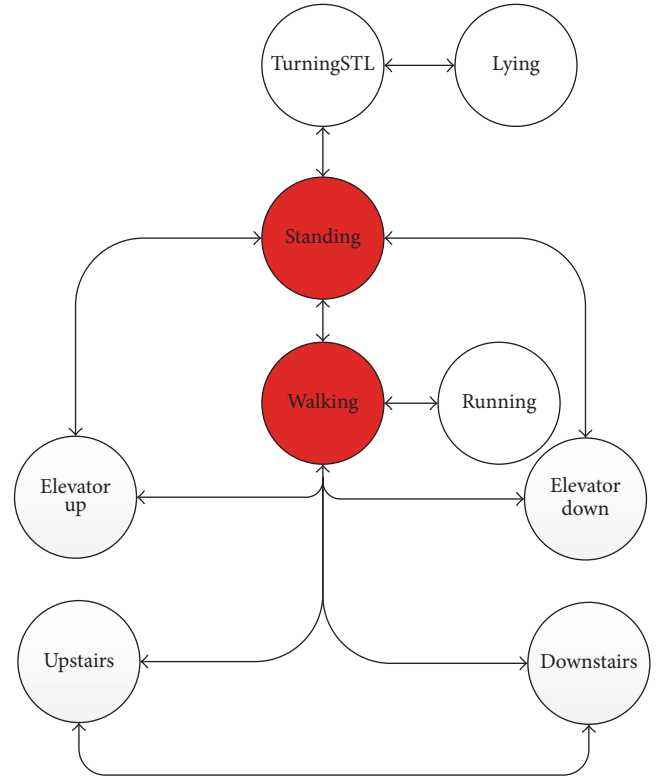 TurningSTL
Lying
Standing
Walking
Running
Elevator
up
Elevator
down
Upstairs
Downstairs